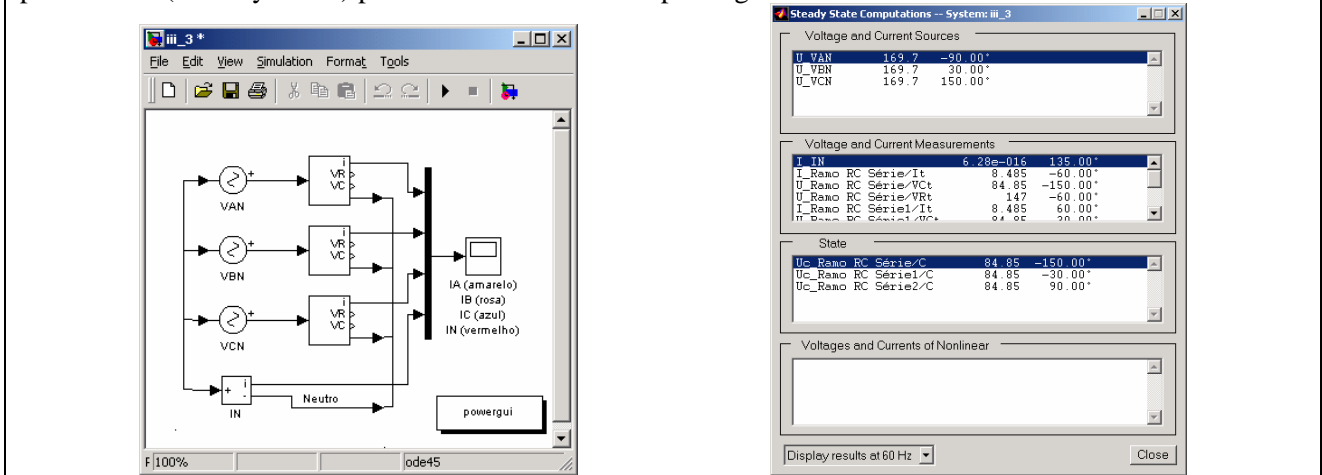 iii_3 *
File Edit View Simulation Format Tools
i
VR
VC
VAN
i
VR
VC
VBN
i
VR
VC
VCN
IA (amarelo)
IB (rosa)
IC (azul)
IN (vermelho)
+ i
-
IN
Neutro
powergui
100%
ode45
Steady State Computations -- System: iii_3
Voltage and Current Sources
U_VAN 169.7 -90.00°
U_VBN 169.7 30.00°
U_VCN 169.7 150.00°
Voltage and Current Measurements
I_IN 6.28e-016 135.00°
I_Ramo RC Série/It 8.485 -60.00°
U_Ramo RC Série/VCt 84.85 -150.00°
U_Ramo RC Série/VRt 147 -60.00°
I_Ramo RC Série1/It 8.485 60.00°
State
Uc_Ramo RC Série/C 84.85 -150.00°
Uc_Ramo RC Série1/C 84.85 -30.00°
Uc_Ramo RC Série2/C 84.85 90.00°
Voltages and Currents of Nonlinear
Display results at 60 Hz
Close